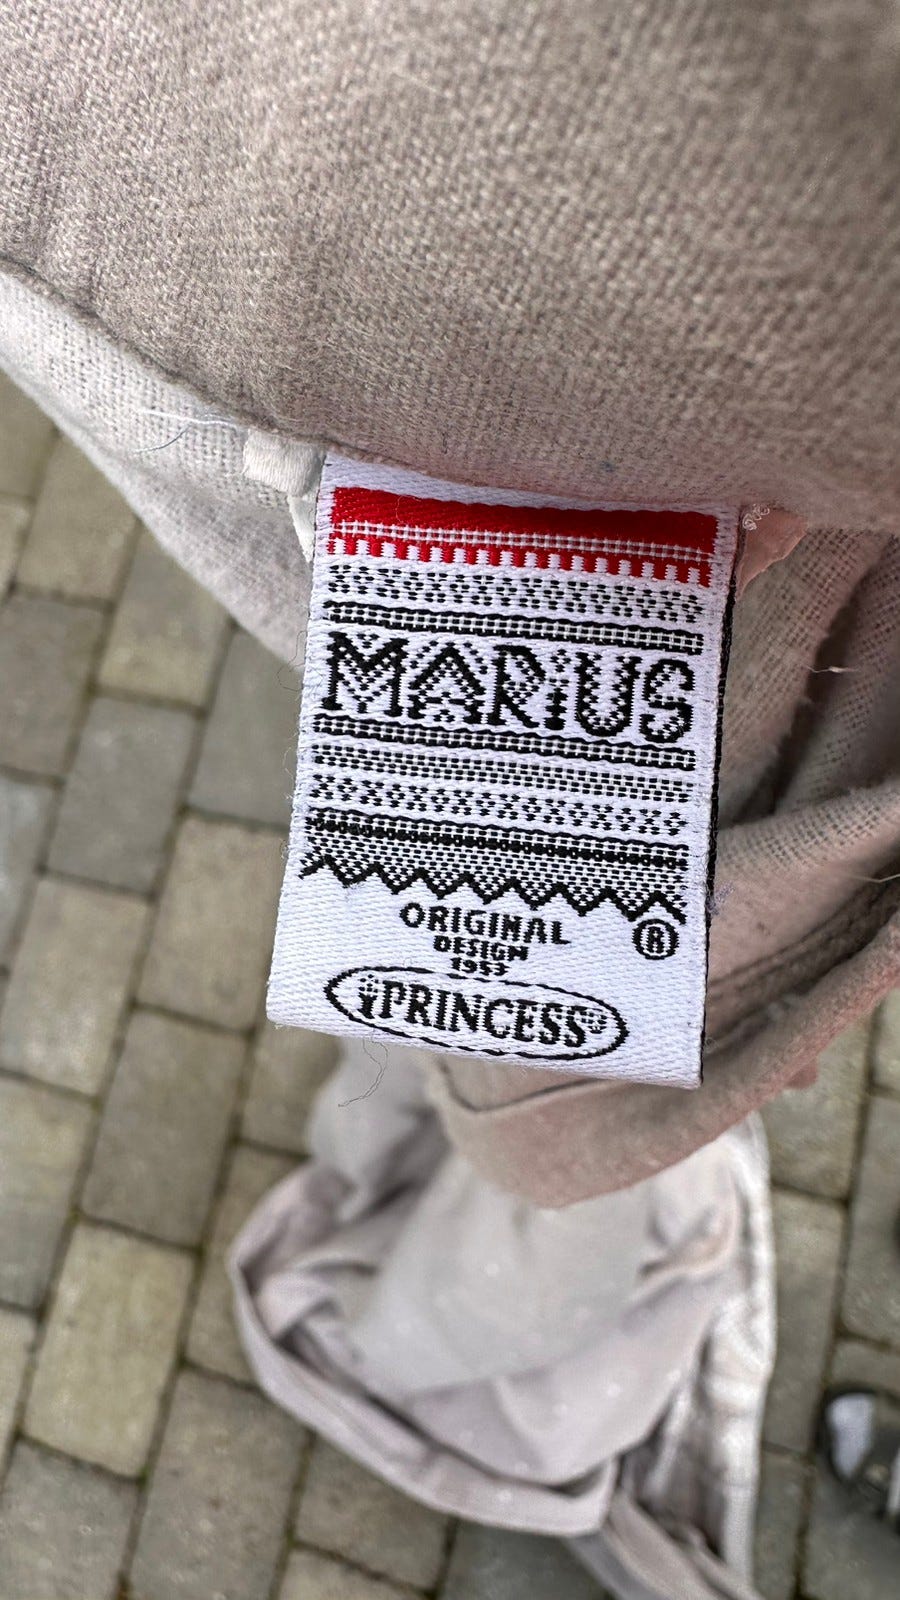 MARiUS
®
ORIGINAL
DESIGN
1953
PRINCESS